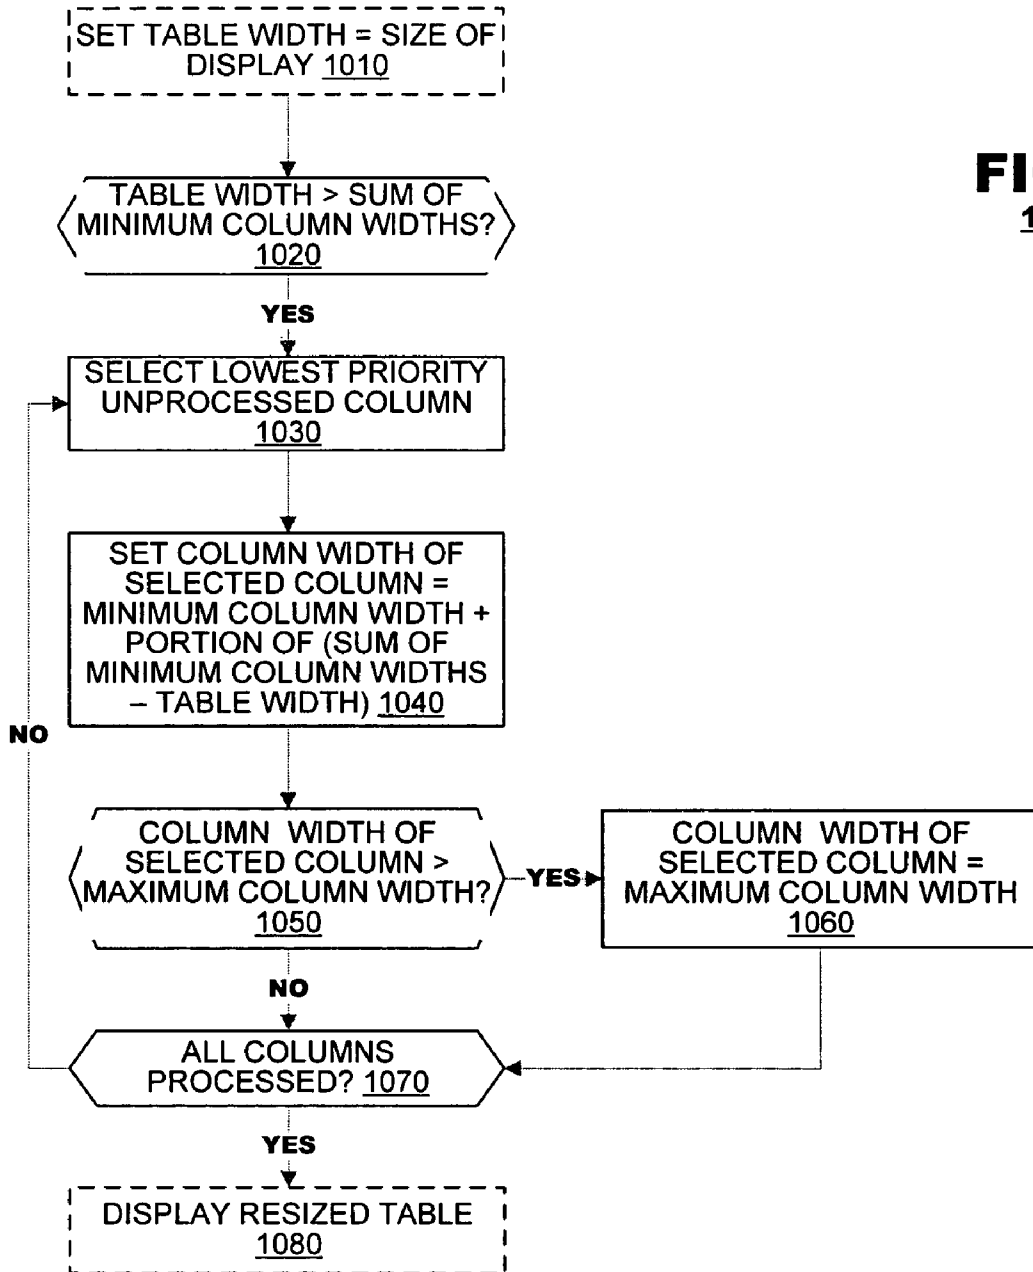 SET TABLE WIDTH = SIZE OF
DISPLAY 1010
TABLE WIDTH > SUM OF
MINIMUM COLUMN WIDTHS?
1020
YES
SELECT LOWEST PRIORITY
UNPROCESSED COLUMN
1030
SET COLUMN WIDTH OF
SELECTED COLUMN =
MINIMUM COLUMN WIDTH +
PORTION OF (SUM OF
MINIMUM COLUMN WIDTHS
– TABLE WIDTH) 1040
NO
COLUMN WIDTH OF
SELECTED COLUMN >
MAXIMUM COLUMN WIDTH?
1050
YES
COLUMN WIDTH OF
SELECTED COLUMN =
MAXIMUM COLUMN WIDTH
1060
NO
ALL COLUMNS
PROCESSED? 1070
YES
DISPLAY RESIZED TABLE
1080